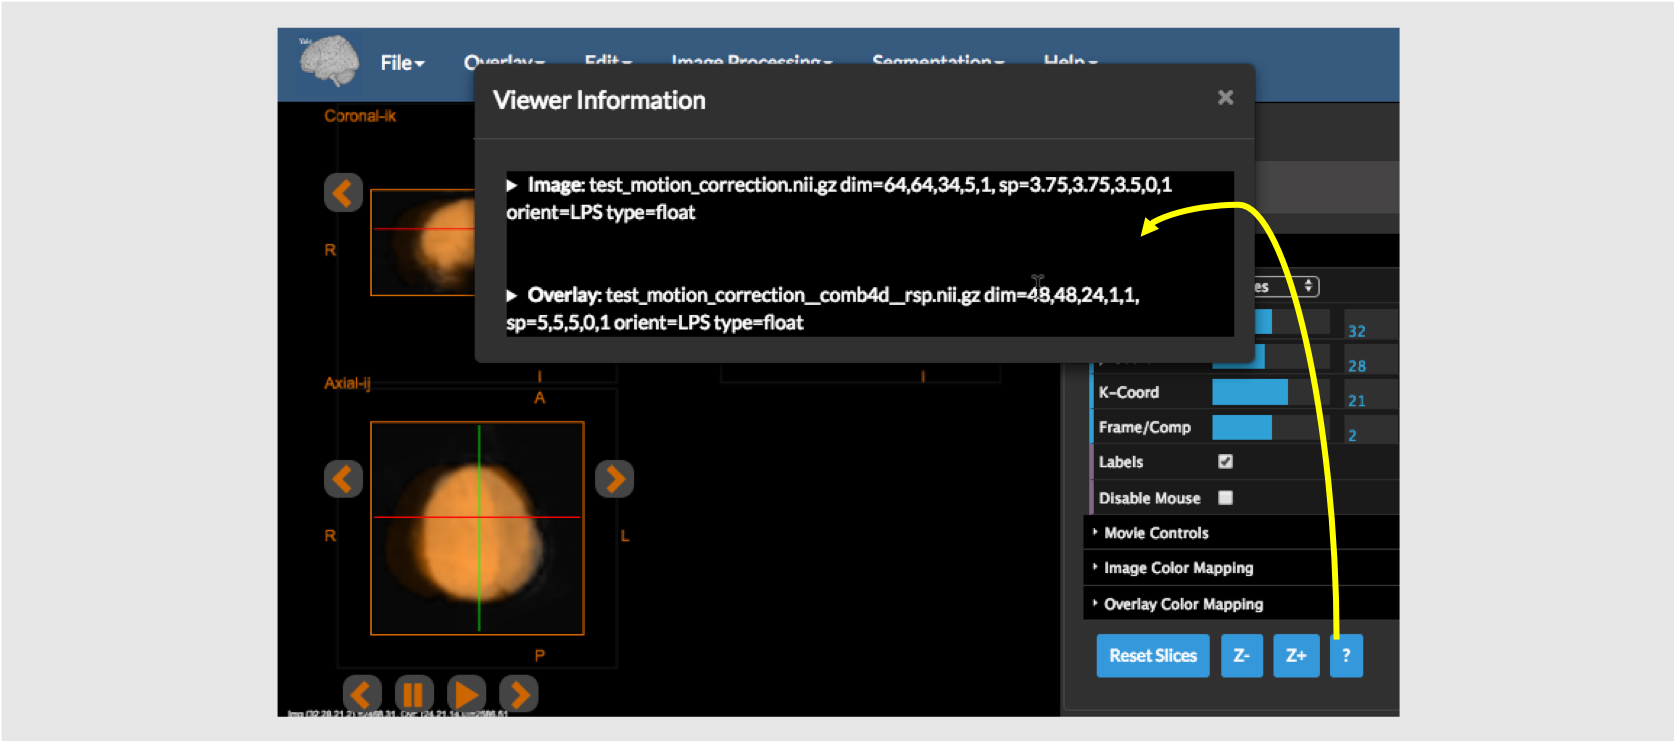 Yale
File Overlay Edit Image Processing Segmentation Help
Viewer Information ×
Coronal-ik
▶ Image: test_motion_correction.nii.gz dim=64,64,34,5,1, sp=3.75,3.75,3.5,0,1
orient=LPS type=float
R
▶ Overlay: test_motion_correction__comb4d__rsp.nii.gz dim=48,48,24,1,1,
sp=5,5,5,0,1 orient=LPS type=float
32
28
I I
Axial-ij
A
K-Coord 21
Frame/Comp 2
Labels
Disable Mouse
R L
Movie Controls
Image Color Mapping
Overlay Color Mapping
P
Reset Slices Z- Z+ ?